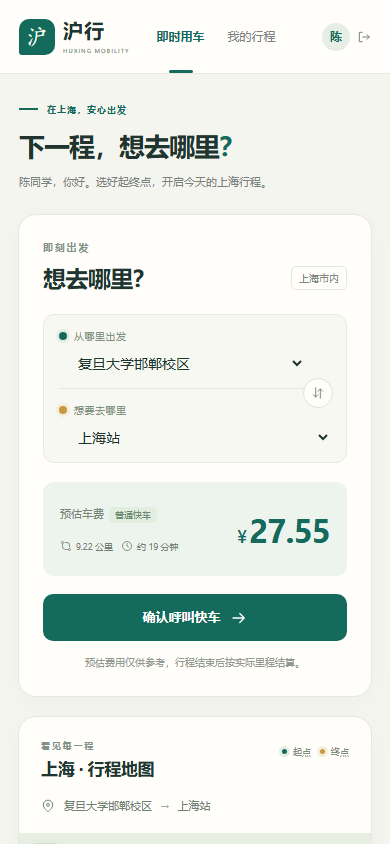 沪 沪行
HUXING MOBILITY
即时用车 我的行程 陈
在上海，安心出发
下一程，想去哪里?
陈同学，你好。选好起终点，开启今天的上海行程。
即刻出发
想去哪里?
上海市内
从哪里出发
复旦大学邯郸校区
想要去哪里
上海站
预估车费 普通快车
¥27.55
9.22 公里 约 19 分钟
确认呼叫快车 →
预估费用仅供参考，行程结束后按实际里程结算。
看见每一程
上海 · 行程地图
起点 终点
复旦大学邯郸校区 → 上海站